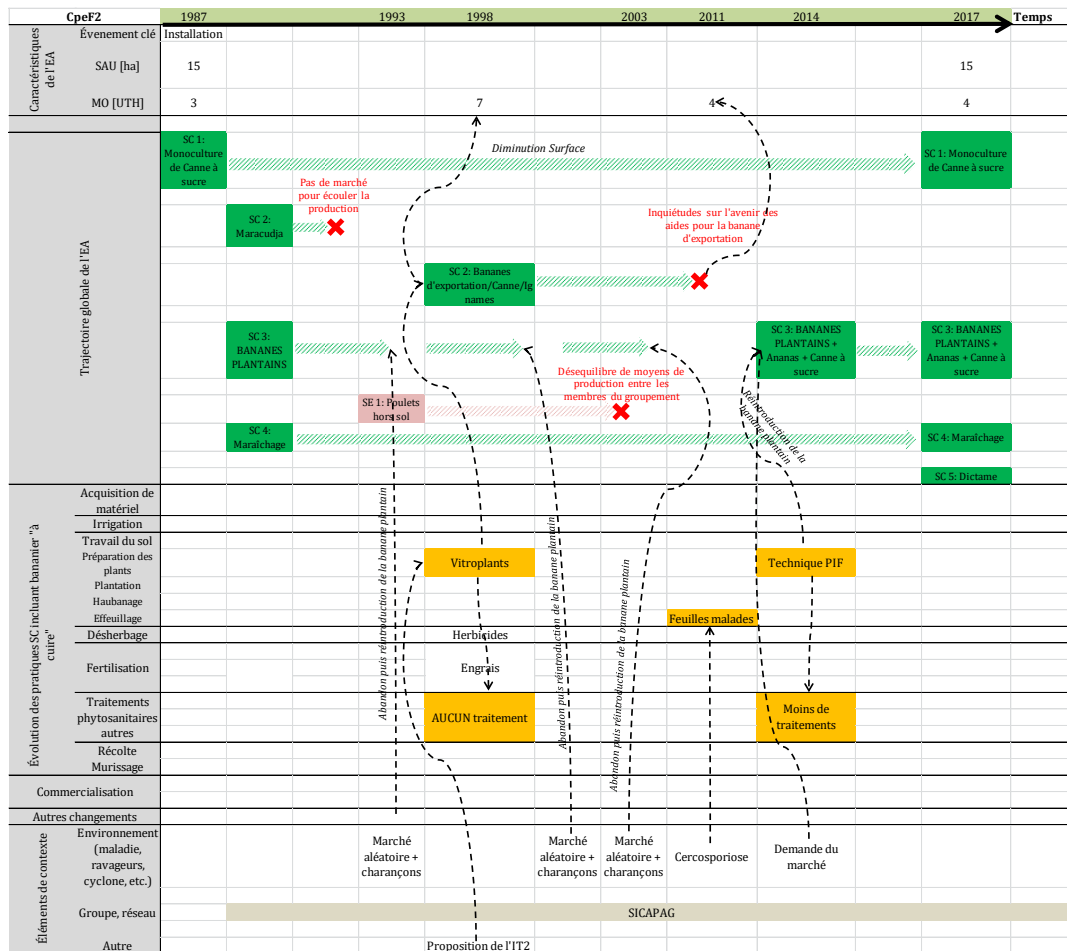 CpeF2 1987 1993 1998 2003 2011 2014 2017 Temps
Caractéristiques de l'EA
Évenement clé Installation
SAU [ha] 15 15
MO [UTH] 3 7 4 4
Trajectoire globale de l'EA
SC 1:
Monoculture
de Canne à
sucre
Diminution Surface
SC 1: Monoculture
de Canne à sucre
Pas de marché
pour écouler la
production
SC 2:
Maracudja
Inquiétudes sur l'avenir des
aides pour la banane
d'exportation
SC 2: Bananes
d'exportation/Canne/Ig
names
SC 3:
BANANES
PLANTAINS
SC 3: BANANES
PLANTAINS +
Ananas + Canne à
sucre
SC 3: BANANES
PLANTAINS +
Ananas + Canne à
sucre
Désequilibre de moyens de
production entre les
membres du groupement
SE 1: Poulets
hors sol
Réintroduction de la
banane plantain
SC 4:
Maraîchage
SC 4: Maraîchage
SC 5: Dictame
Évolution des pratiques SC incluant bananier "à
cuire"
Acquisition de
matériel
Irrigation
Travail du sol
Préparation des
plants
Vitroplants
Technique PIF
Plantation
Haubanage
Effeuillage
Feuilles malades
Désherbage
Herbicides
Fertilisation
Engrais
Traitements
phytosanitaires
autres
AUCUN traitement
Moins de
traitements
Récolte
Murissage
Abandon puis réintroduction de la banane plantain
Abandon puis réintroduction de la banane plantain
Abandon puis réintroduction de la banane plantain
Commercialisation
Autres changements
Éléments de contexte
Environnement
(maladie,
ravageurs,
cyclone, etc.)
Marché
aléatoire +
charançons
Marché
aléatoire +
charançons
Marché
aléatoire +
charançons
Cercosporiose
Demande du
marché
Groupe, réseau
SICAPAG
Autre
Proposition de l'IT2